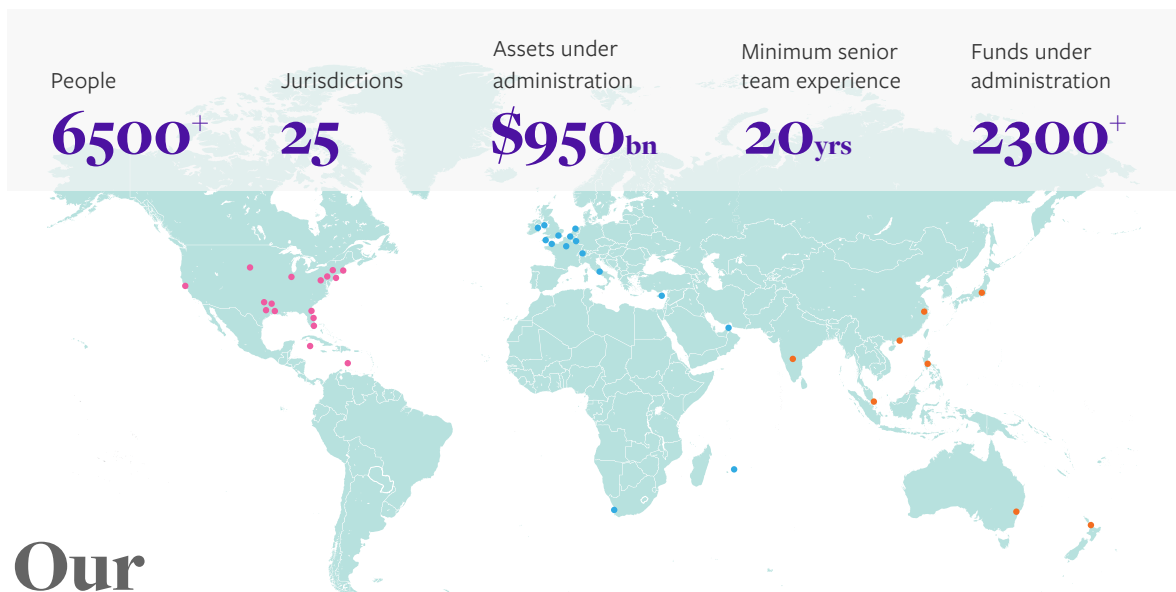 People
6500+
Jurisdictions
25
Assets under
administration
$950bn
Minimum senior
team experience
20yrs
Funds under
administration
2300+
Our